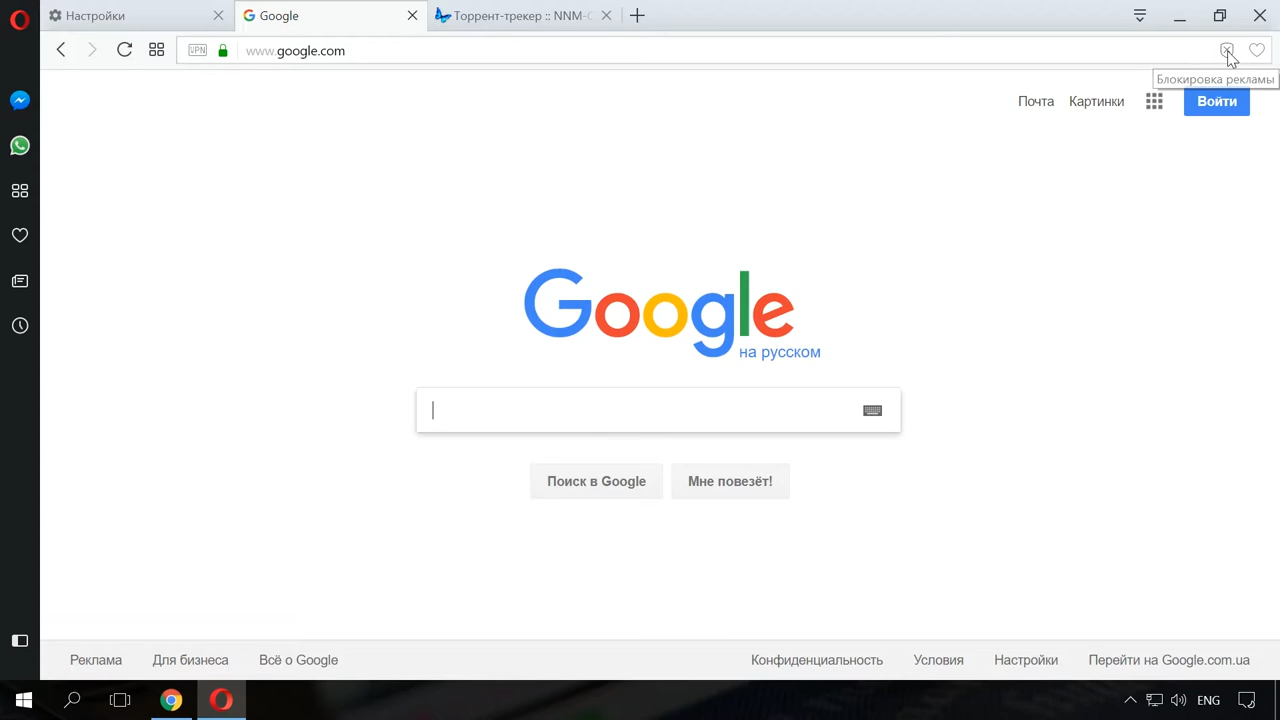 Настройки
Google
Торрент-трекер :: NNM-C
VPN
www.google.com
Блокировка рекламы
Почта
Картинки
Войти
Google
на русском
Поиск в Google
Мне повезёт!
Реклама
Для бизнеса
Всё о Google
Конфиденциальность
Условия
Настройки
Перейти на Google.com.ua
ENG